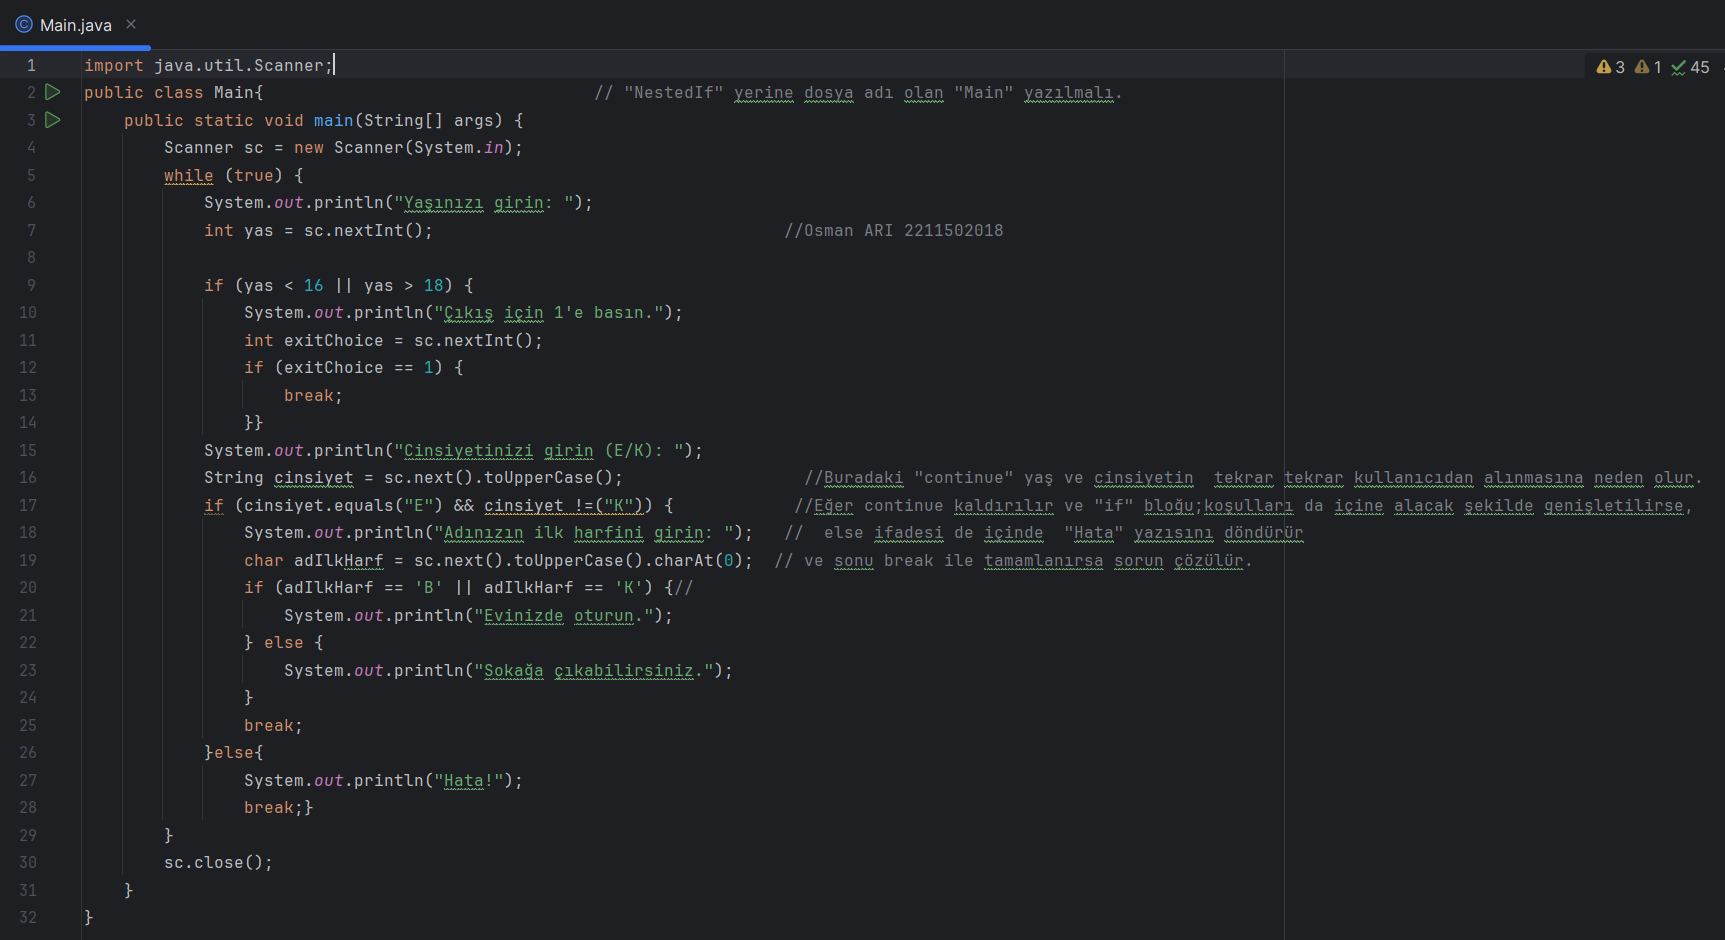 Main.java ×
1 import java.util.Scanner; 3 1 45
2 public class Main{ // "NestedIf" yerine dosya adı olan "Main" yazılmalı.
3 public static void main(String[] args) {
4 Scanner sc = new Scanner(System.in);
5 while (true) {
6 System.out.println("Yaşınızı girin: ");
7 int yas = sc.nextInt(); //Osman ARI 2211502018
8
9 if (yas < 16 || yas > 18) {
10 System.out.println("Çıkış için 1'e basın.");
11 int exitChoice = sc.nextInt();
12 if (exitChoice == 1) {
13 break;
14 }}
15 System.out.println("Cinsiyetinizi girin (E/K): ");
16 String cinsiyet = sc.next().toUpperCase(); //Buradaki "continue" yaş ve cinsiyetin tekrar tekrar kullanıcıdan alınmasına neden olur.
17 if (cinsiyet.equals("E") && cinsiyet !=("K")) { //Eğer continue kaldırılır ve "if" bloğu;koşulları da içine alacak şekilde genişletilirse,
18 System.out.println("Adınızın ilk harfini girin: "); // else ifadesi de içinde "Hata" yazısını döndürür
19 char adIlkHarf = sc.next().toUpperCase().charAt(0); // ve sonu break ile tamamlanırsa sorun çözülür.
20 if (adIlkHarf == 'B' || adIlkHarf == 'K') {//
21 System.out.println("Evinizde oturun.");
22 } else {
23 System.out.println("Sokağa çıkabilirsiniz.");
24 }
25 break;
26 }else{
27 System.out.println("Hata!");
28 break;}
29 }
30 sc.close();
31 }
32 }